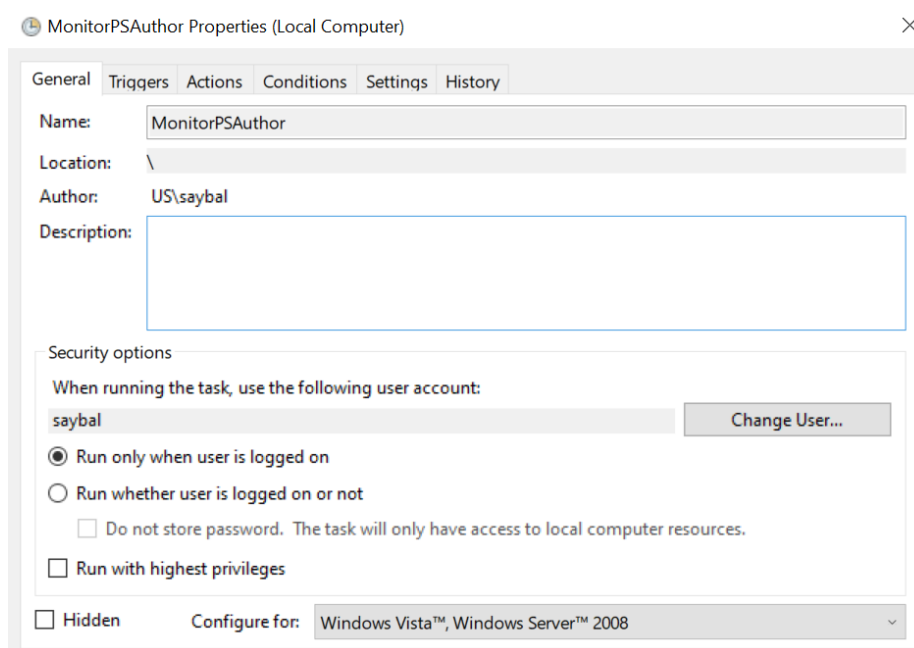 MonitorPSAuthor Properties (Local Computer)
General Triggers Actions Conditions Settings History
Name: MonitorPSAuthor
Location: \
Author: US\saybal
Description:
Security options
When running the task, use the following user account:
saybal Change User...
Run only when user is logged on
Run whether user is logged on or not
Do not store password. The task will only have access to local computer resources.
Run with highest privileges
Hidden Configure for: Windows Vista™, Windows Server™ 2008